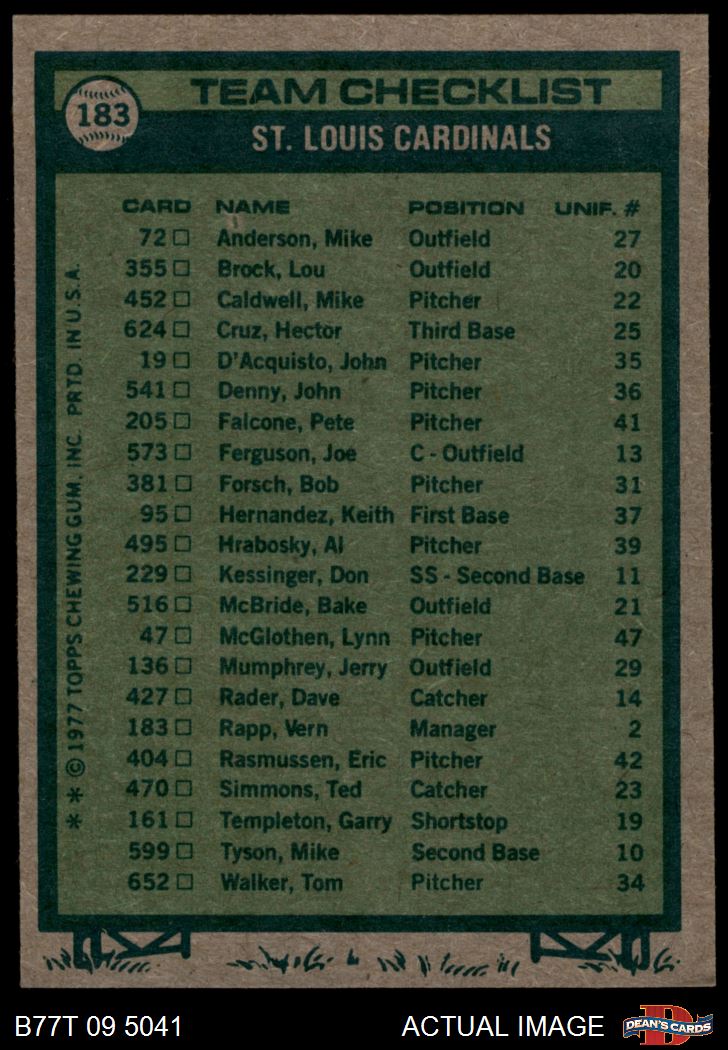 183
TEAM CHECKLIST
ST. LOUIS CARDINALS
CARD NAME POSITION UNIF. #
72 □ Anderson, Mike Outfield 27
355 □ Brock, Lou Outfield 20
452 □ Caldwell, Mike Pitcher 22
624 □ Cruz, Hector Third Base 25
19 □ D'Acquisto, John Pitcher 35
541 □ Denny, John Pitcher 36
205 □ Falcone, Pete Pitcher 41
573 □ Ferguson, Joe C - Outfield 13
381 □ Forsch, Bob Pitcher 31
95 □ Hernandez, Keith First Base 37
495 □ Hrabosky, Al Pitcher 39
229 □ Kessinger, Don SS - Second Base 11
516 □ McBride, Bake Outfield 21
47 □ McGlothen, Lynn Pitcher 47
136 □ Mumphrey, Jerry Outfield 29
427 □ Rader, Dave Catcher 14
183 □ Rapp, Vern Manager 2
404 □ Rasmussen, Eric Pitcher 42
470 □ Simmons, Ted Catcher 23
161 □ Templeton, Garry Shortstop 19
599 □ Tyson, Mike Second Base 10
652 □ Walker, Tom Pitcher 34
* * © 1977 TOPPS CHEWING GUM, INC. PRTD. IN U.S.A.
B77T 09 5041 ACTUAL IMAGE
D
DEAN'S CARDS